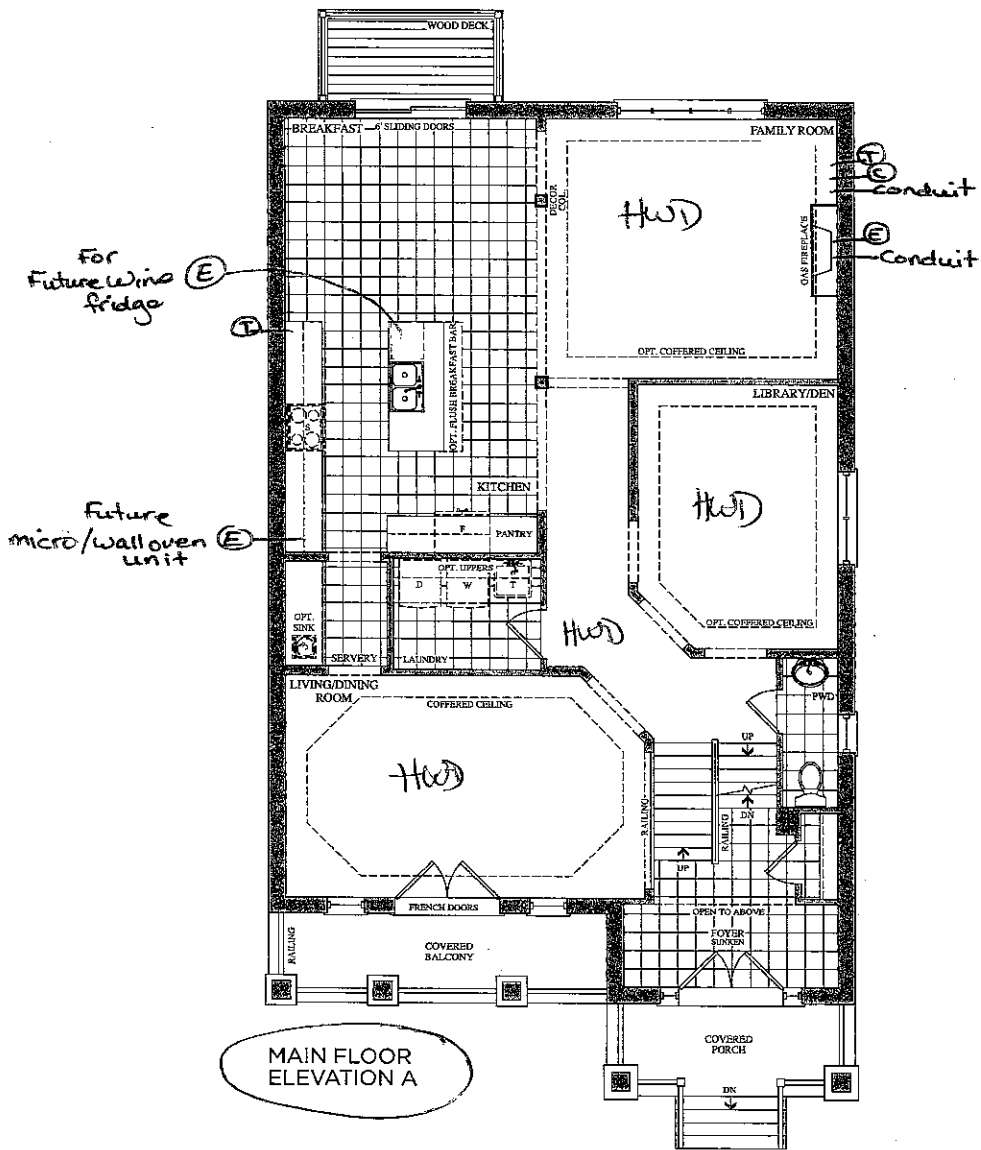 WOOD DECK
BREAKFAST
6' SLIDING DOORS
FAMILY ROOM
T
C
conduit
DECOR
COL.
HWD
GAS FIREPLACE
E
Conduit
For
Future Wine
fridge
E
T
OPT. FLUSH BREAKFAST BAR
OPT. COFFERED CEILING
LIBRARY/DEN
S
KITCHEN
HWD
Future
micro/wall oven
unit
E
F
PANTRY
OPT. UPPERS
D
W
T
OPT.
SINK
HWD
OPT. COFFERED CEILING
SERVERY
LAUNDRY
LIVING/DINING
ROOM
COFFERED CEILING
PWD
HWD
UP
DN
RAILING
RAILING
UP
FRENCH DOORS
OPEN TO ABOVE
FOYER
SUNKEN
RAILING
COVERED
BALCONY
COVERED
PORCH
MAIN FLOOR
ELEVATION A
DN